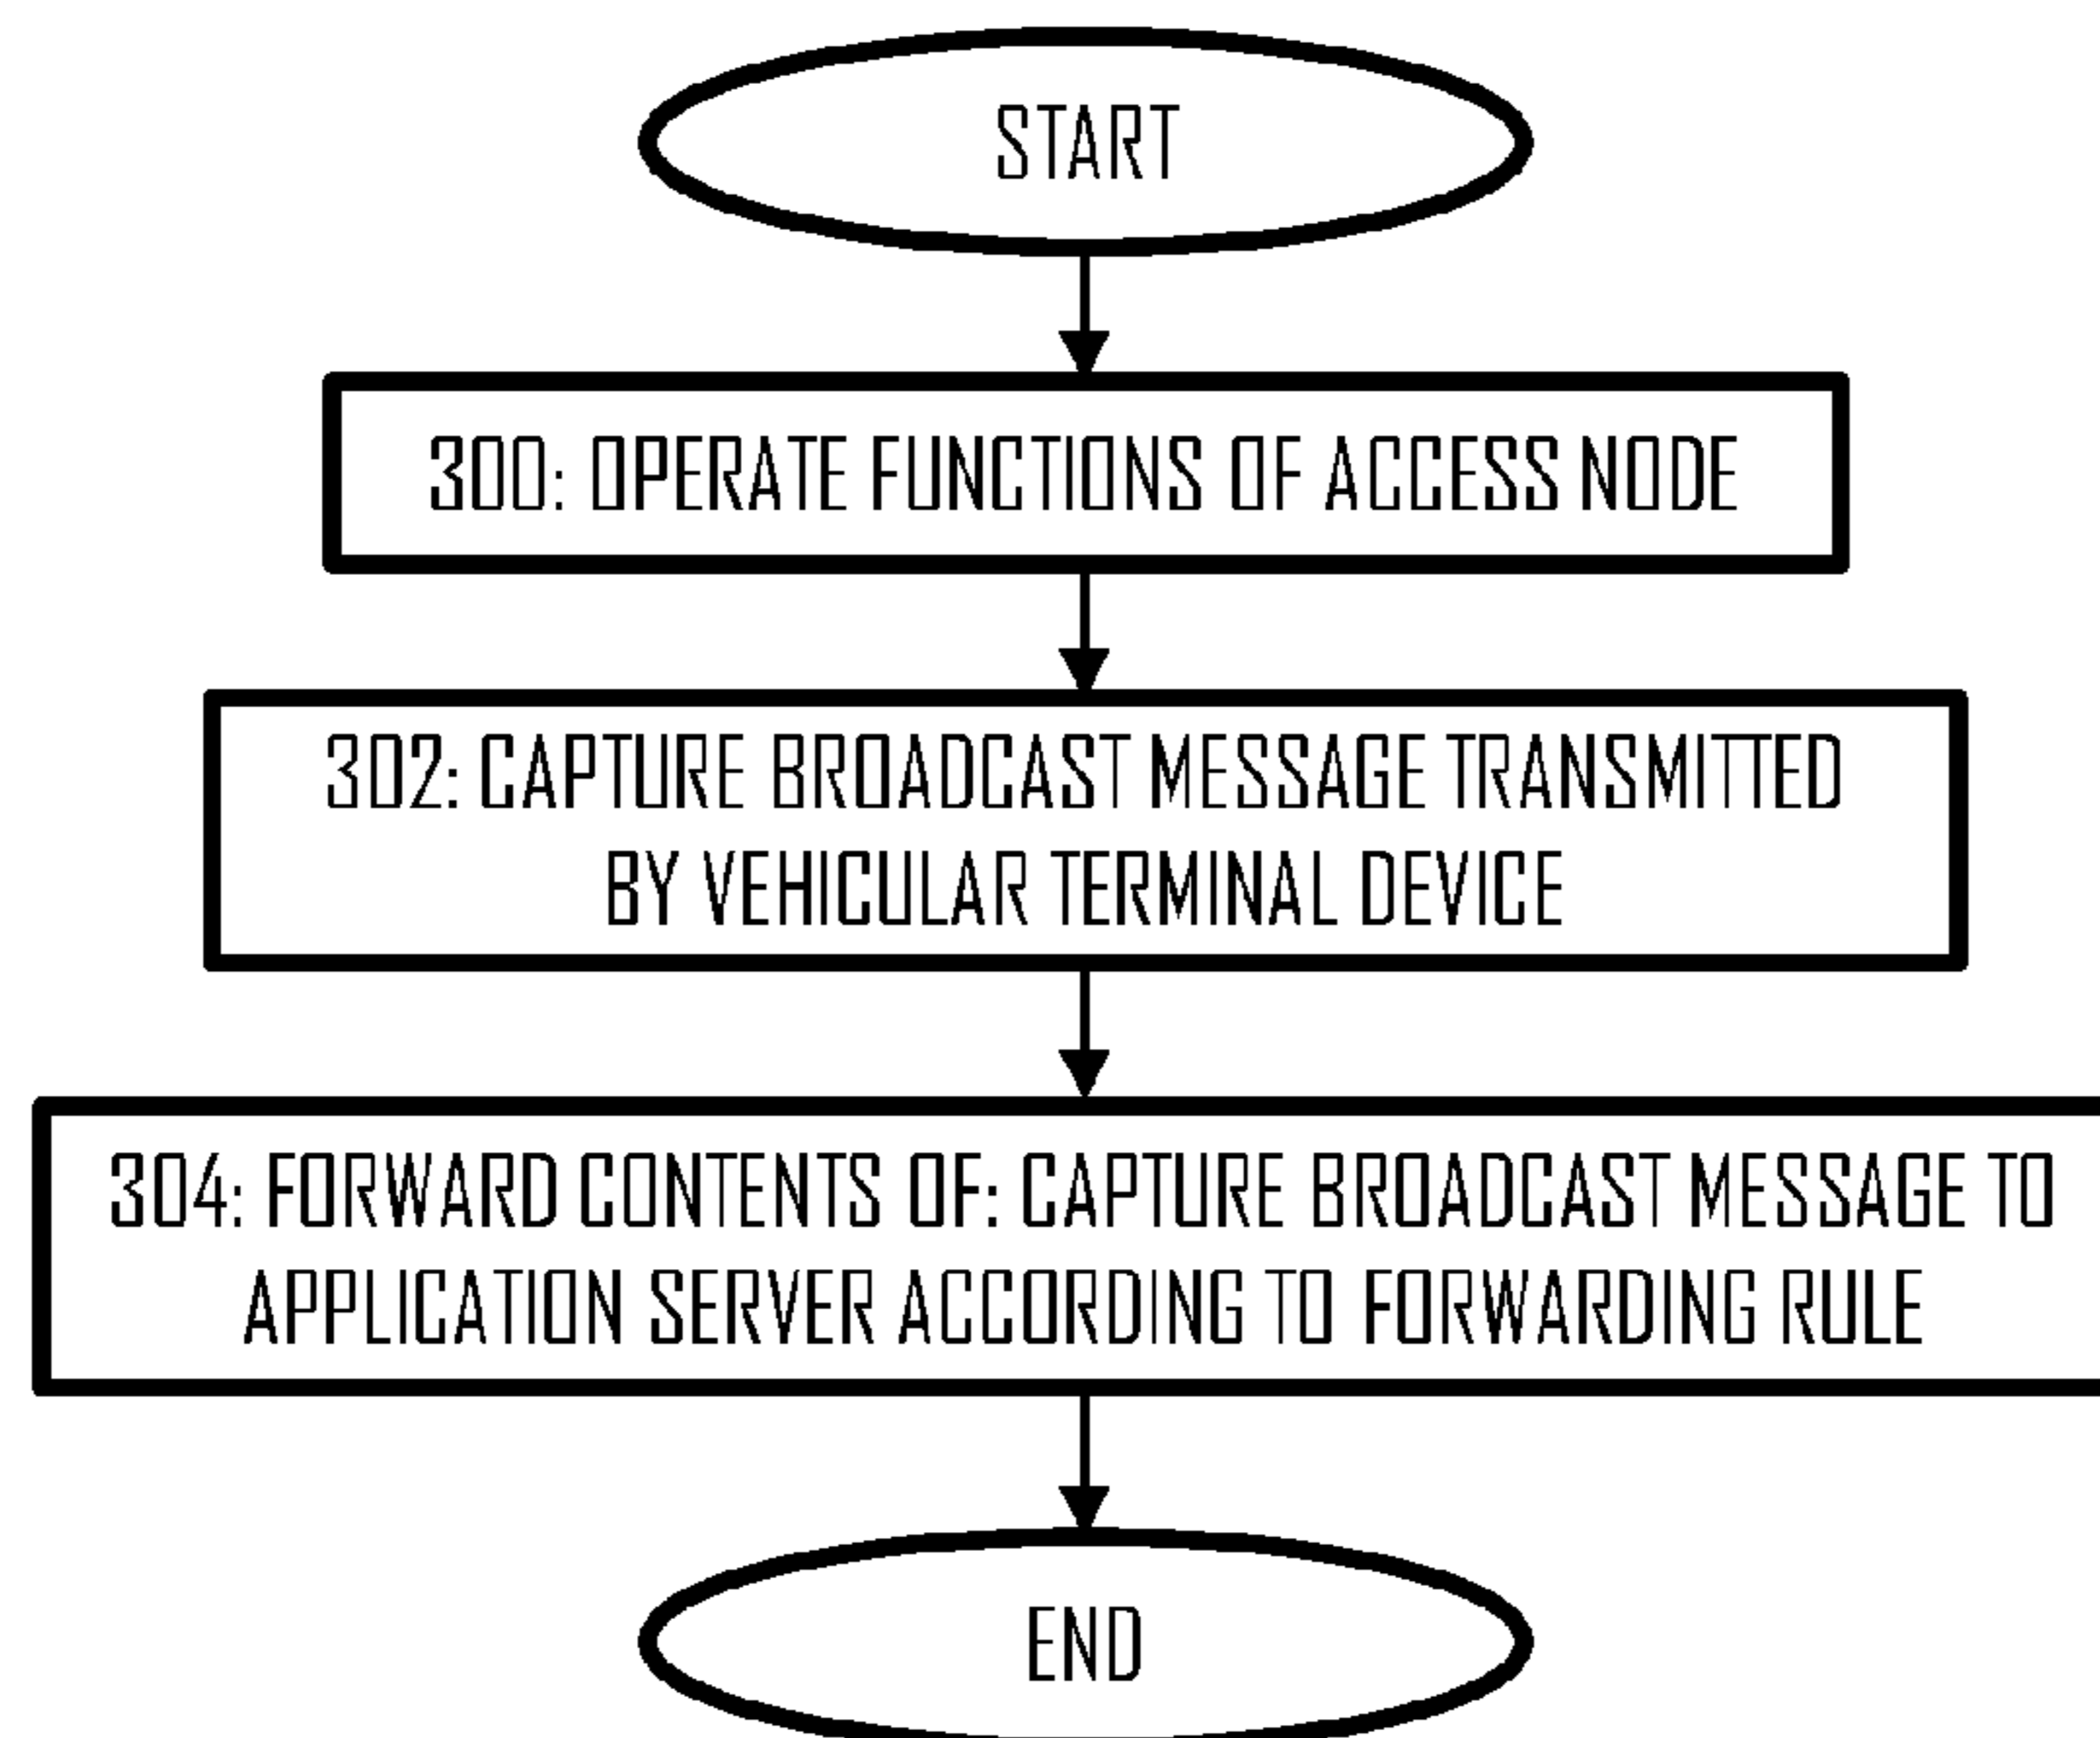 START
300: OPERATE FUNCTIONS OF ACCESS NODE
302: CAPTURE BROADCAST MESSAGE TRANSMITTED
BY VEHICULAR TERMINAL DEVICE
304: FORWARD CONTENTS OF: CAPTURE BROADCAST MESSAGE TO
APPLICATION SERVER ACCORDING TO FORWARDING RULE
END